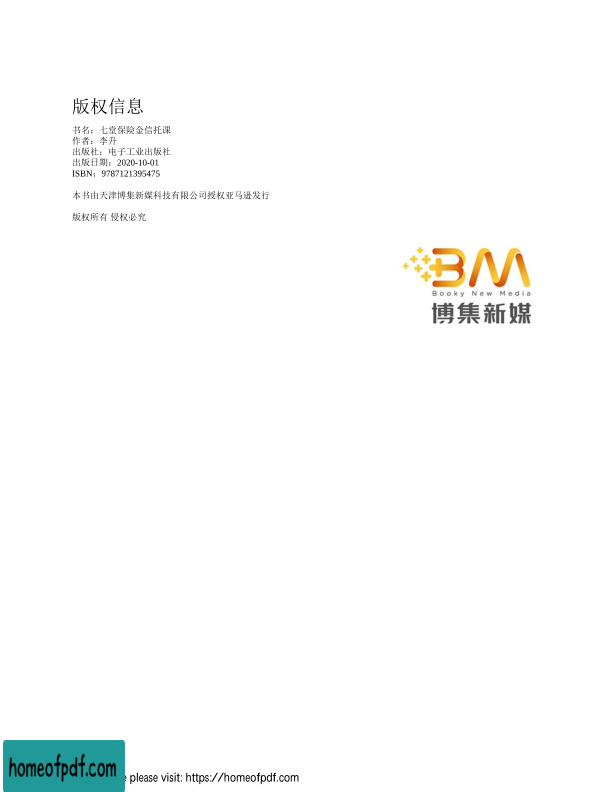 版权信息
书名：七堂保险金信托课
作者：李升
出版社：电子工业出版社
出版日期：2020-10-01
ISBN：9787121395475
本书由天津博集新媒科技有限公司授权亚马逊发行
版权所有 侵权必究
BM
Booky New Media
博集新媒
homeofpdf.com
please visit: https://homeofpdf.com